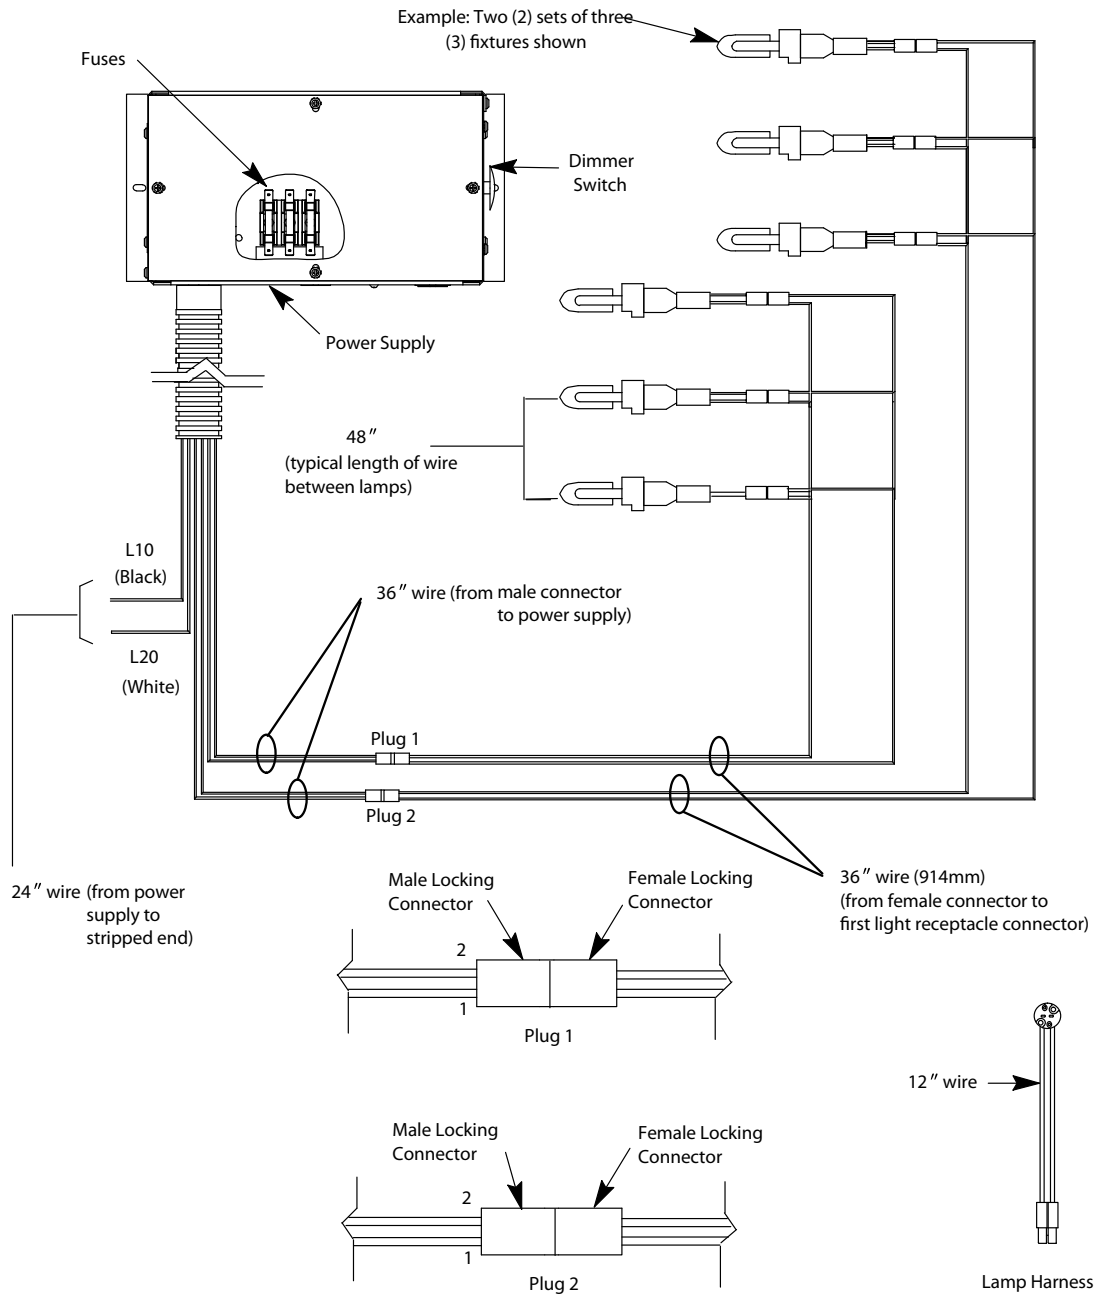 Example: Two (2) sets of three
(3) fixtures shown
Fuses
Dimmer
Switch
Power Supply
48"
(typical length of wire
between lamps)
L10
(Black)
36" wire (from male connector
to power supply)
L20
(White)
Plug 1
Plug 2
24" wire (from power
supply to
stripped end)
36" wire (914mm)
(from female connector to
first light receptacle connector)
Male Locking
Connector
Female Locking
Connector
2
1
Plug 1
12" wire
Male Locking
Connector
Female Locking
Connector
2
1
Plug 2
Lamp Harness